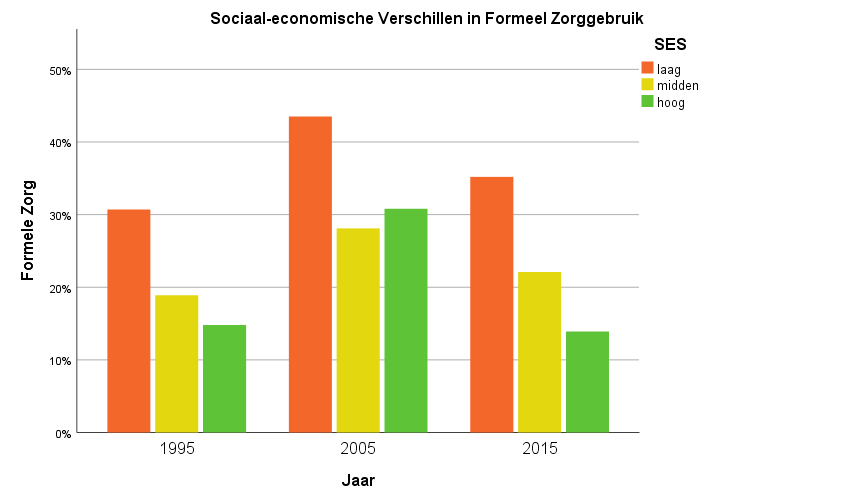 Sociaal-economische Verschillen in Formeel Zorggebruik
SES
laag
midden
hoog
Formele Zorg
50%
40%
30%
20%
10%
0%
1995
2005
2015
Jaar